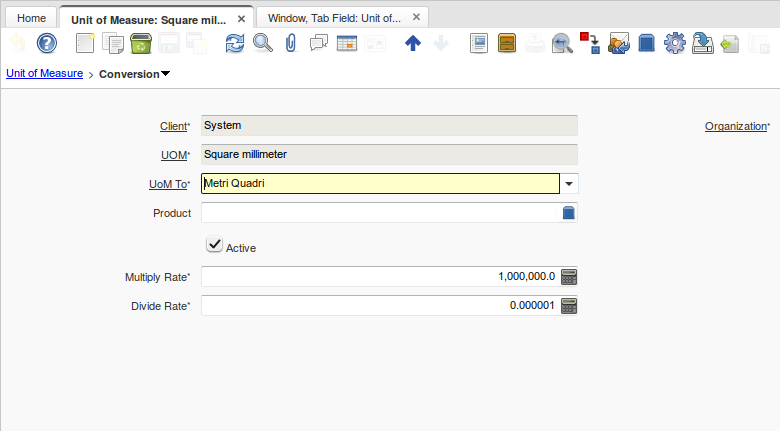 Home
Unit of Measure: Square mil...
Window, Tab Field: Unit of...
Unit of Measure > Conversion
Client* System
Organization*
UOM* Square millimeter
UoM To* Metri Quadri
Product
Active
Multiply Rate* 1,000,000.0
Divide Rate* 0.000001